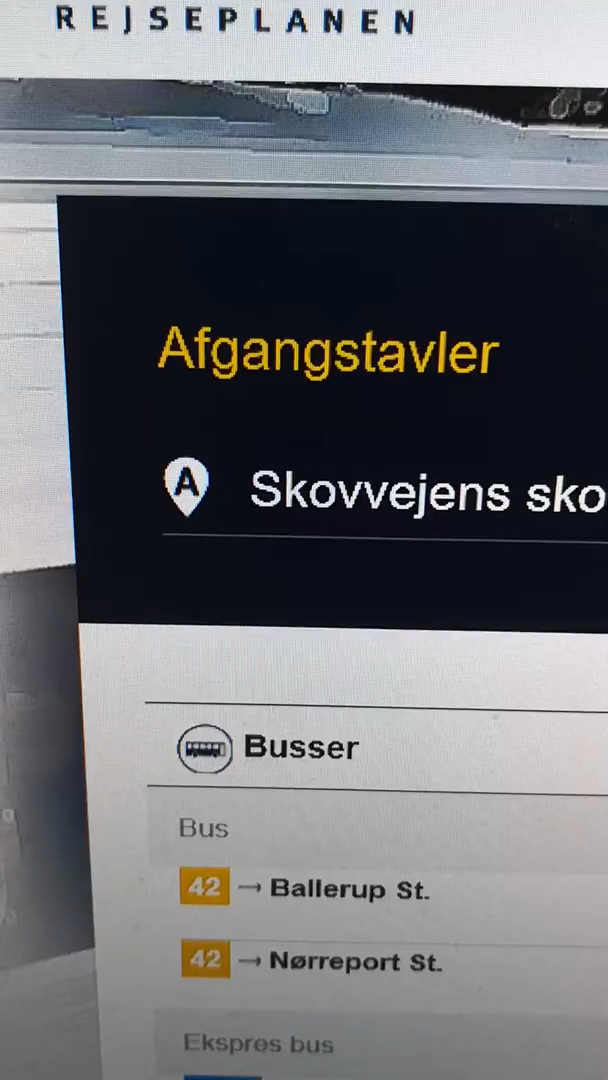 REJSEPLANEN
Afgangstavler
A
Skovvejens sko
Busser
Bus
42 → Ballerup St.
42 → Nørreport St.
Ekspres bus